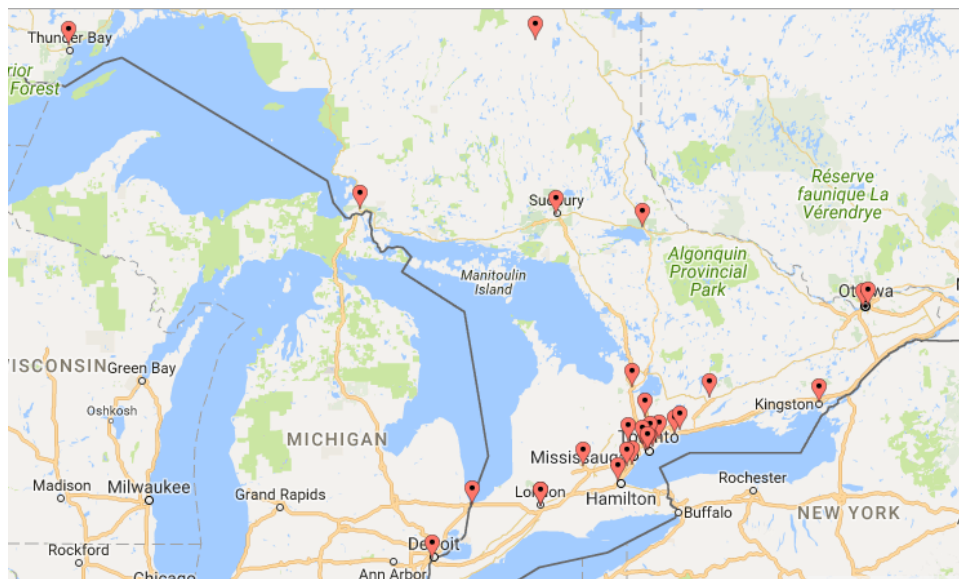 Thunder Bay
Forest
Réserve
faunique La
Vérendrye
Sudbury
Algonquin
Provincial
Park
Manitoulin
Island
Ottawa
WISCONSIN
Green Bay
Oshkosh
Kingston
MICHIGAN
Toronto
Mississauga
Madison
Milwaukee
Grand Rapids
London
Hamilton
Rochester
Buffalo
NEW YORK
Rockford
Detroit
Ann Arbor
Chicago